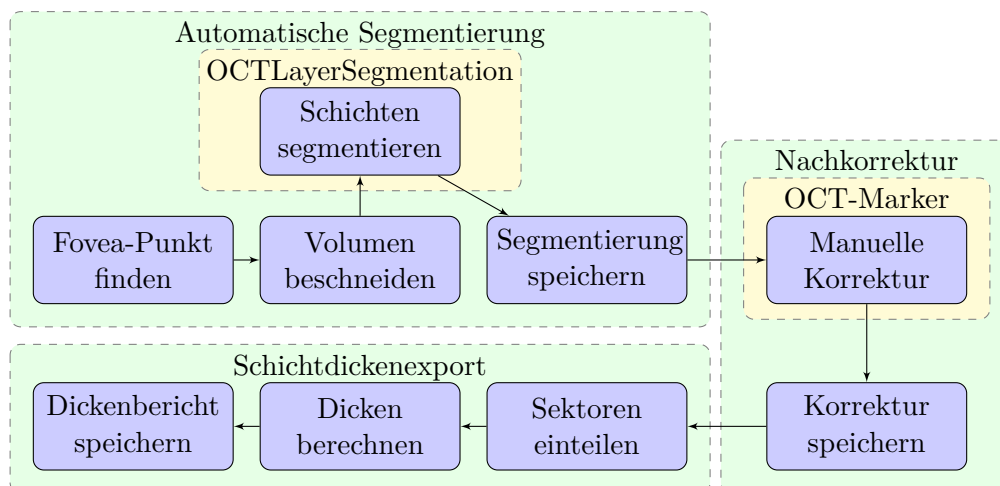 Automatische Segmentierung
OCTLayerSegmentation
Schichten
segmentieren
Fovea-Punkt
finden
Volumen
beschneiden
Segmentierung
speichern
Nachkorrektur
OCT-Marker
Manuelle
Korrektur
Korrektur
speichern
Schichtdickenexport
Sektoren
einteilen
Dicken
berechnen
Dickenbericht
speichern